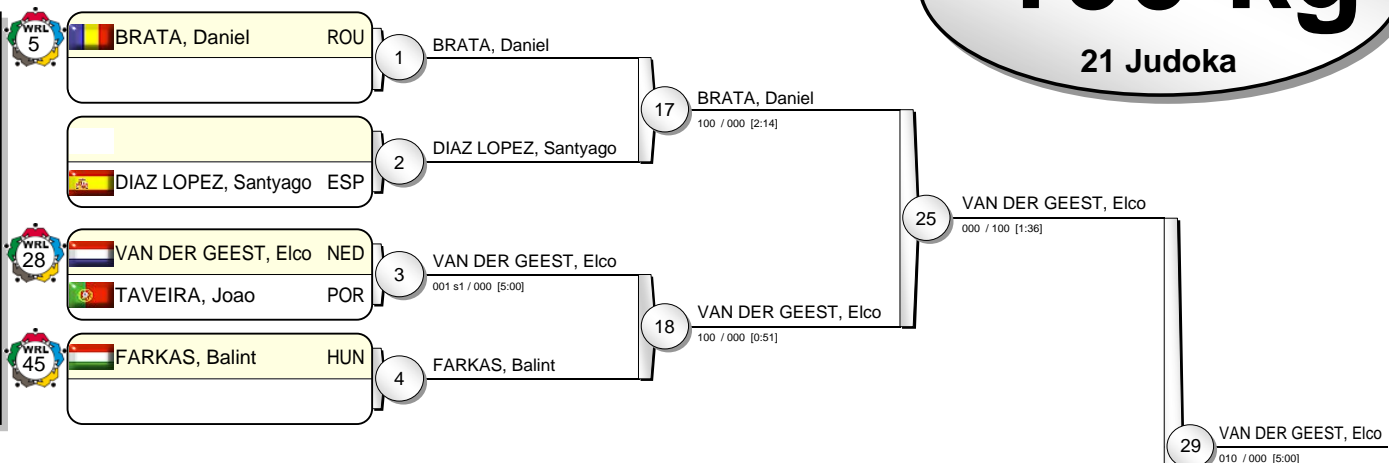 21 Judoka
WRL
5
BRATA, Daniel ROU
1
BRATA, Daniel
17
BRATA, Daniel
100 / 000 [2:14]
2
DIAZ LOPEZ, Santyago
DIAZ LOPEZ, Santyago ESP
25
VAN DER GEEST, Elco
000 / 100 [1:36]
WRL
28
VAN DER GEEST, Elco NED
TAVEIRA, Joao POR
3
VAN DER GEEST, Elco
001 s1 / 000 [5:00]
18
VAN DER GEEST, Elco
100 / 000 [0:51]
WRL
45
FARKAS, Balint HUN
4
FARKAS, Balint
29
VAN DER GEEST, Elco
010 / 000 [5:00]